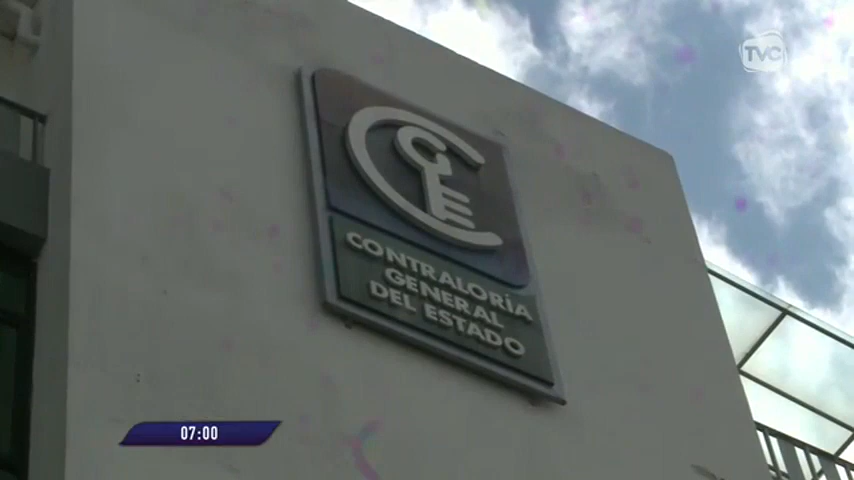 TVC
CGE
CONTRALORÍA
GENERAL
DEL ESTADO
07:00